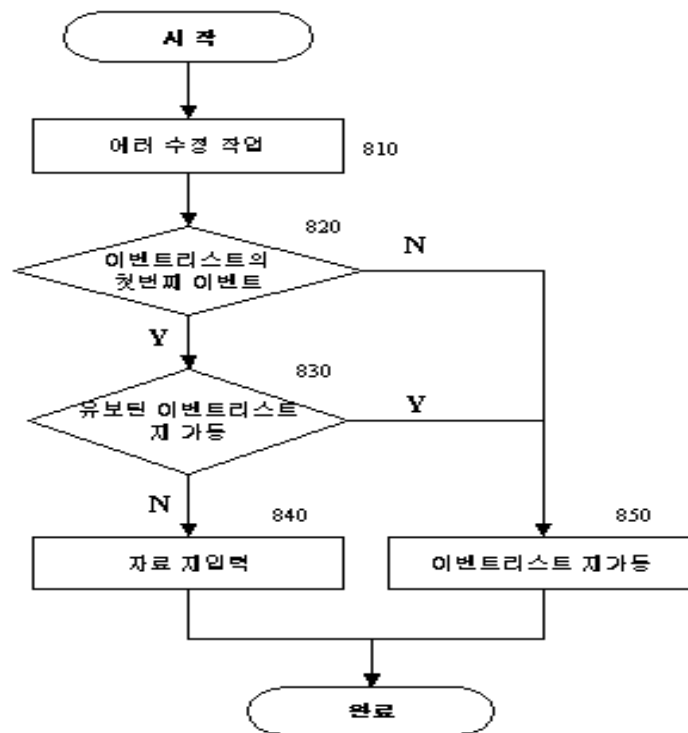 시 작
에러 수정 작업
810
820
이벤트리스트의
첫번째 이벤트
N
Y
830
유보된 이벤트리스트
재 가동
Y
N
840
850
자료 재입력
이벤트리스트 재가동
완료